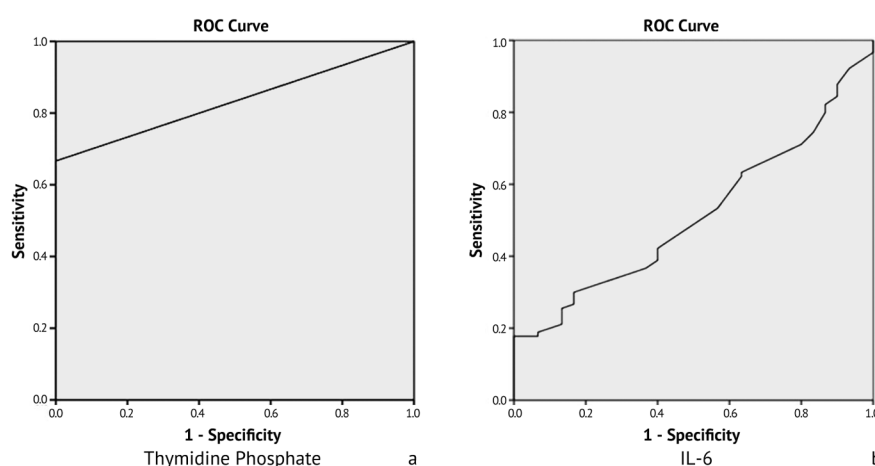 ROC Curve
1.0
0.8
0.6
0.4
0.2
0.0
Sensitivity
0.0 0.2 0.4 0.6 0.8 1.0
1 - Specificity
Thymidine Phosphate a
ROC Curve
1.0
0.8
0.6
0.4
0.2
0.0
Sensitivity
0.0 0.2 0.4 0.6 0.8 1.0
1 - Specificity
IL-6 b